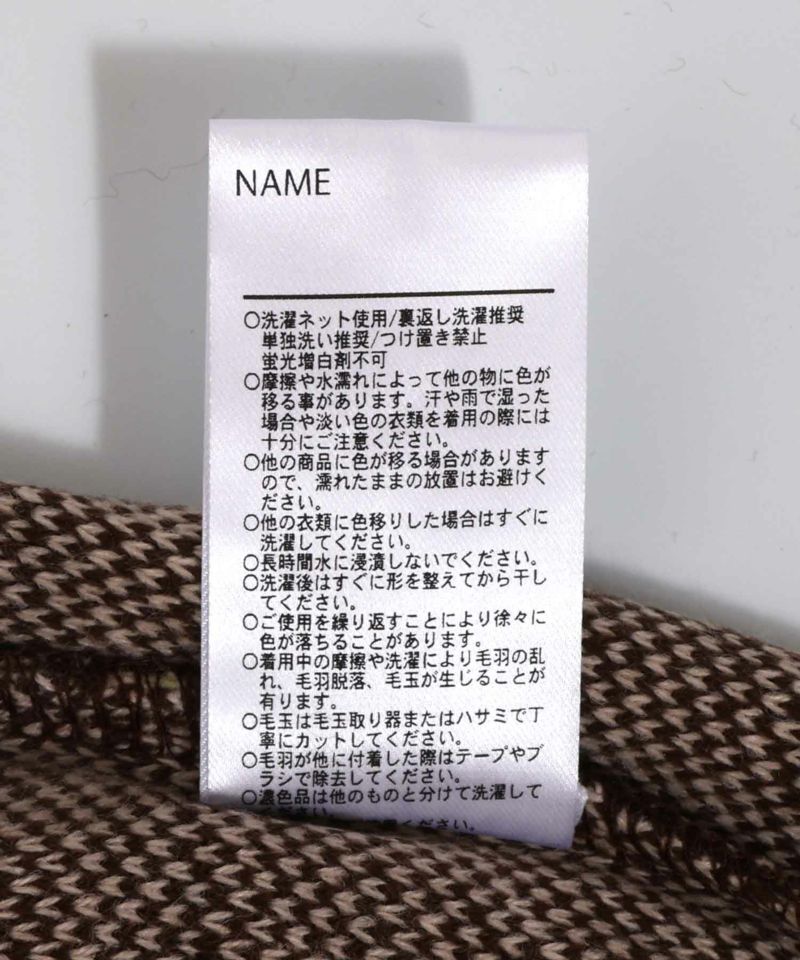 NAME
○洗濯ネット使用/裏返し洗濯推奨
単独洗い推奨/つけ置き禁止
蛍光増白剤不可
○摩擦や水濡れによって他の物に色が
移る事があります。汗や雨で湿った
場合や淡い色の衣類を着用の際には
十分にご注意ください。
○他の商品に色が移る場合があります
ので、濡れたままの放置はお避けく
ださい。
○他の衣類に色移りした場合はすぐに
洗濯してください。
○長時間水に浸漬しないでください。
○洗濯後はすぐに形を整えてから干し
てください。
○ご使用を繰り返すことにより徐々に
色が落ちることがあります。
○着用中の摩擦や洗濯により毛羽の乱
れ、毛羽脱落、毛玉が生じることが
有ります。
○毛玉は毛玉取り器またはハサミで丁
寧にカットしてください。
○毛羽が他に付着した際はテープやブ
ラシで除去してください。
○濃色品は他のものと分けて洗濯して
ください。
ください。